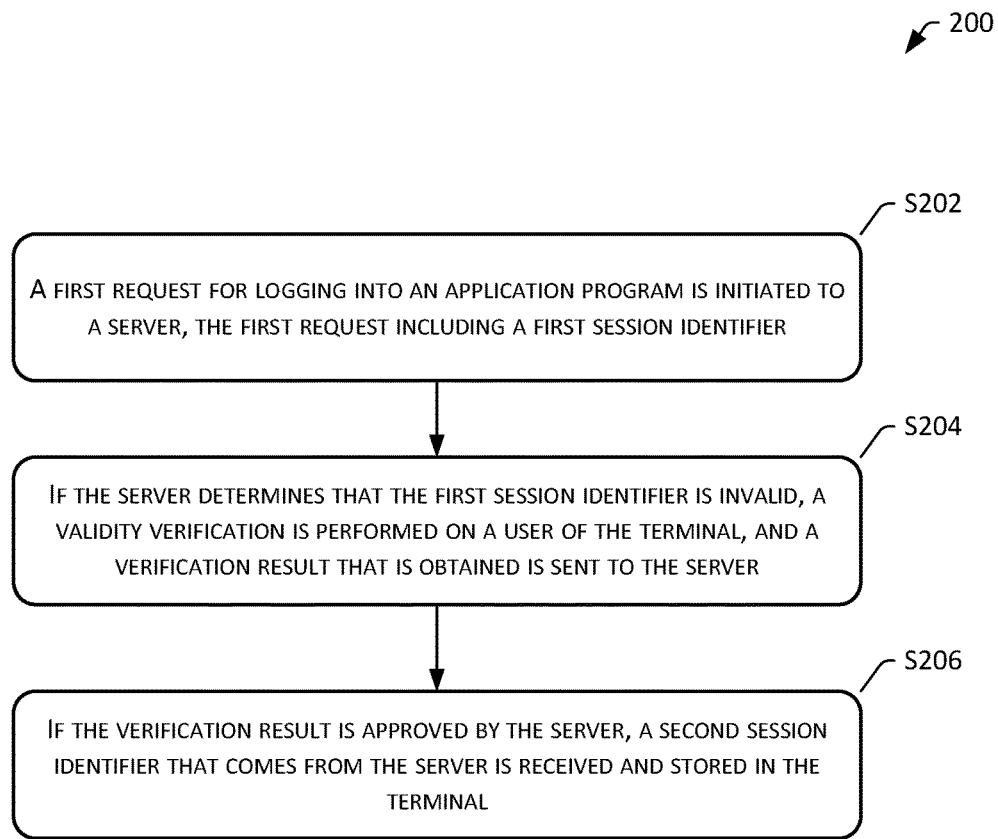 200
S202
A FIRST REQUEST FOR LOGGING INTO AN APPLICATION PROGRAM IS INITIATED TO
A SERVER, THE FIRST REQUEST INCLUDING A FIRST SESSION IDENTIFIER
S204
IF THE SERVER DETERMINES THAT THE FIRST SESSION IDENTIFIER IS INVALID, A
VALIDITY VERIFICATION IS PERFORMED ON A USER OF THE TERMINAL, AND A
VERIFICATION RESULT THAT IS OBTAINED IS SENT TO THE SERVER
S206
IF THE VERIFICATION RESULT IS APPROVED BY THE SERVER, A SECOND SESSION
IDENTIFIER THAT COMES FROM THE SERVER IS RECEIVED AND STORED IN THE
TERMINAL